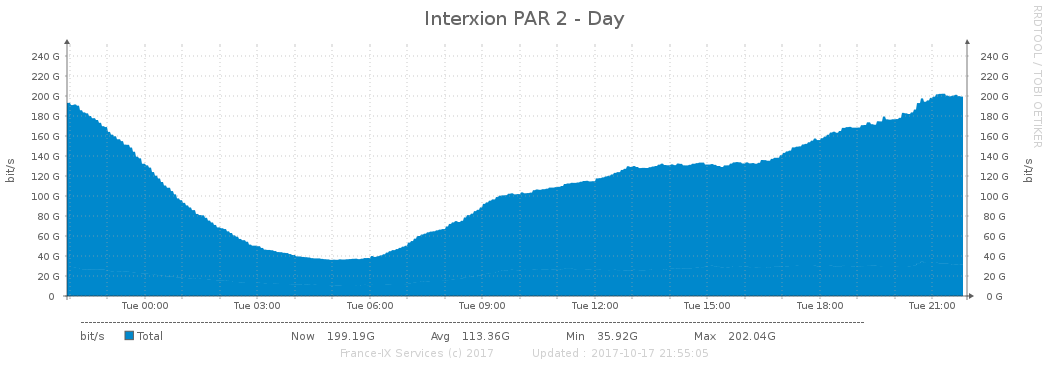 Interxion PAR 2 - Day
RRDTOOL / TOBI OETIKER
240 G 240 G
220 G 220 G
200 G 200 G
180 G 180 G
160 G 160 G
140 G 140 G
120 G 120 G
100 G 100 G
80 G 80 G
60 G 60 G
40 G 40 G
20 G 20 G
0 0 G
bit/s
bit/s
Tue 00:00 Tue 03:00 Tue 06:00 Tue 09:00 Tue 12:00 Tue 15:00 Tue 18:00 Tue 21:00
bit/s Total Now 199.19G Avg 113.36G Min 35.92G Max 202.04G
France-IX Services (c) 2017 Updated : 2017-10-17 21:55:05